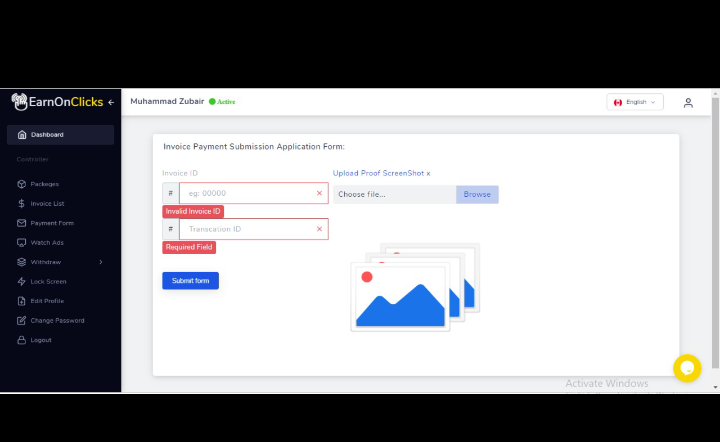 EarnOnClicks
Muhammad Zubair Active
English
Dashboard
Controller
Packeges
Invoice List
Payment Form
Watch Ads
Withdraw
Lock Screen
Edit Profile
Change Password
Logout
Invoice Payment Submission Application Form:
Invoice ID
# eg: 00000
Invalid Invoice ID
# Transcation ID
Required Field
Submit form
Upload Proof ScreenShot x
Choose file... Browse
Activate Windows